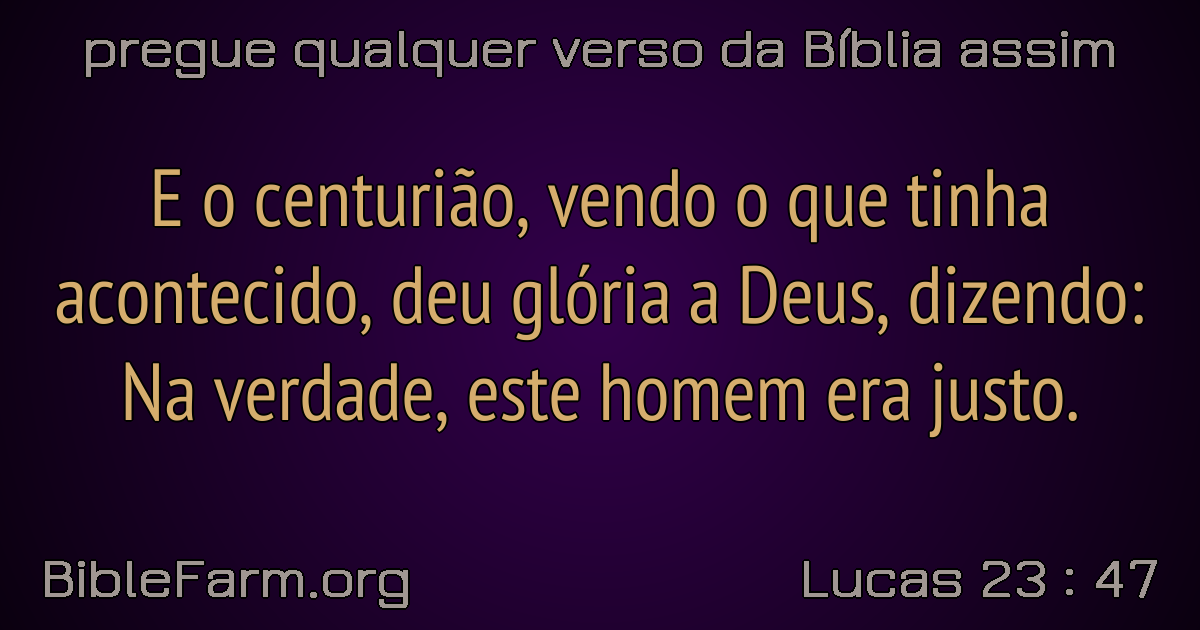 pregue qualquer verso da Bíblia assim
E o centurião, vendo o que tinha
acontecido, deu glória a Deus, dizendo:
Na verdade, este homem era justo.
BibleFarm.org
Lucas 23 : 47